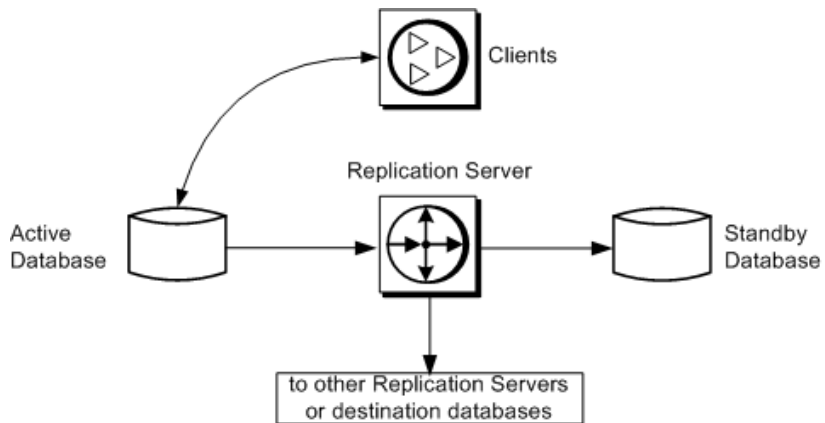 Clients
Replication Server
Active
Database
Standby
Database
to other Replication Servers
or destination databases